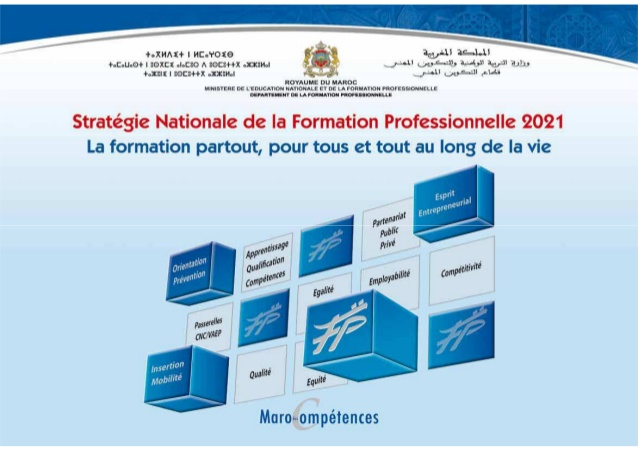 المملكة المغربية
وزارة التربية الوطنية والتكوين المهني
قطاع التكوين المهني
ROYAUME DU MAROC
MINISTERE DE L'EDUCATION NATIONALE ET DE LA FORMATION PROFESSIONNELLE
DEPARTEMENT DE LA FORMATION PROFESSIONNELLE
Stratégie Nationale de la Formation Professionnelle 2021
La formation partout, pour tous et tout au long de la vie
Esprit
Entrepreneurial
Partenariat
Public
Privé
Apprentissage
Qualification
Compétences
Orientation
Prévention
Compétitivité
Employabilité
Egalité
Passerelles
CNC/VAEP
Insertion
Mobilité
Qualité
Equité
MaroCompétences